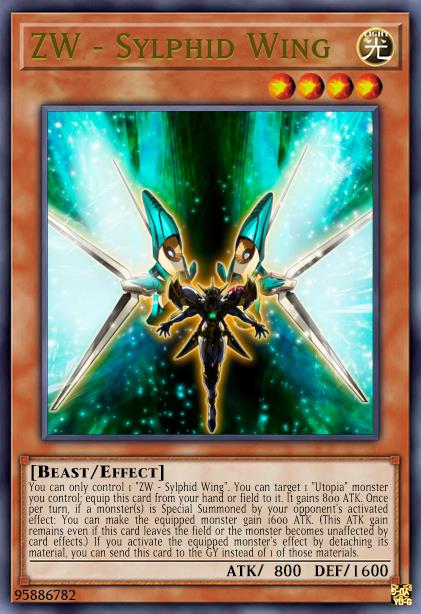 ZW - Sylphid Wing
LIGHT
光
[Beast/Effect]
You can only control 1 "ZW - Sylphid Wing". You can target 1 "Utopia" monster
you control; equip this card from your hand or field to it. It gains 800 ATK. Once
per turn, if a monster(s) is Special Summoned by your opponent's activated
effect: You can make the equipped monster gain 1600 ATK. (This ATK gain
remains even if this card leaves the field or the monster becomes unaffected by
card effects.) If you activate the equipped monster's effect by detaching its
material, you can send this card to the GY instead of 1 of those materials.
ATK/ 800 DEF/1600
95886782